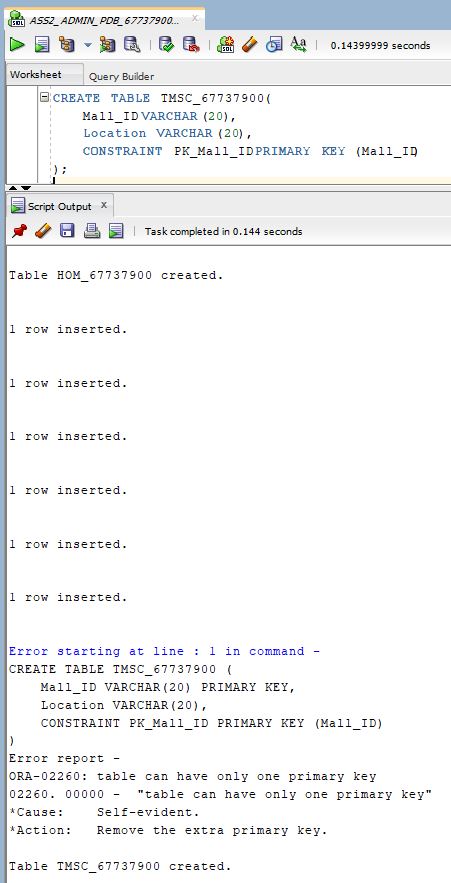 ASS2_ADMIN_PDB_67737900...
0.14399999 seconds
Worksheet Query Builder
CREATE TABLE TMSC_67737900(
Mall_ID VARCHAR (20),
Location VARCHAR (20),
CONSTRAINT PK_Mall_ID PRIMARY KEY (Mall_ID)
);
Script Output x
Task completed in 0.144 seconds
Table HOM_67737900 created.
1 row inserted.
1 row inserted.
1 row inserted.
1 row inserted.
1 row inserted.
1 row inserted.
Error starting at line : 1 in command -
CREATE TABLE TMSC_67737900 (
Mall_ID VARCHAR(20) PRIMARY KEY,
Location VARCHAR(20),
CONSTRAINT PK_Mall_ID PRIMARY KEY (Mall_ID)
)
Error report -
ORA-02260: table can have only one primary key
02260. 00000 - "table can have only one primary key"
*Cause: Self-evident.
*Action: Remove the extra primary key.
Table TMSC_67737900 created.